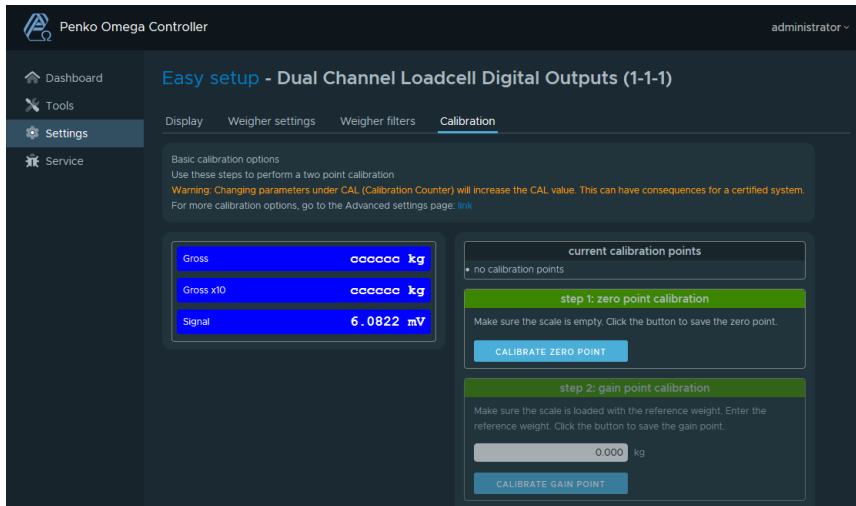 Penko Omega Controller
administrator
Dashboard
Tools
Settings
Service
Easy setup - Dual Channel Loadcell Digital Outputs (1-1-1)
Display Weigher settings Weigher filters Calibration
Basic calibration options
Use these steps to perform a two point calibration
Warning: Changing parameters under CAL (Calibration Counter) will increase the CAL value. This can have consequences for a certified system.
For more calibration options, go to the Advanced settings page: link
Gross cccccc kg
Gross x10 cccccc kg
Signal 6.0822 mV
current calibration points
• no calibration points
step 1: zero point calibration
Make sure the scale is empty. Click the button to save the zero point.
CALIBRATE ZERO POINT
step 2: gain point calibration
Make sure the scale is loaded with the reference weight. Enter the
reference weight. Click the button to save the gain point.
0.000 kg
CALIBRATE GAIN POINT